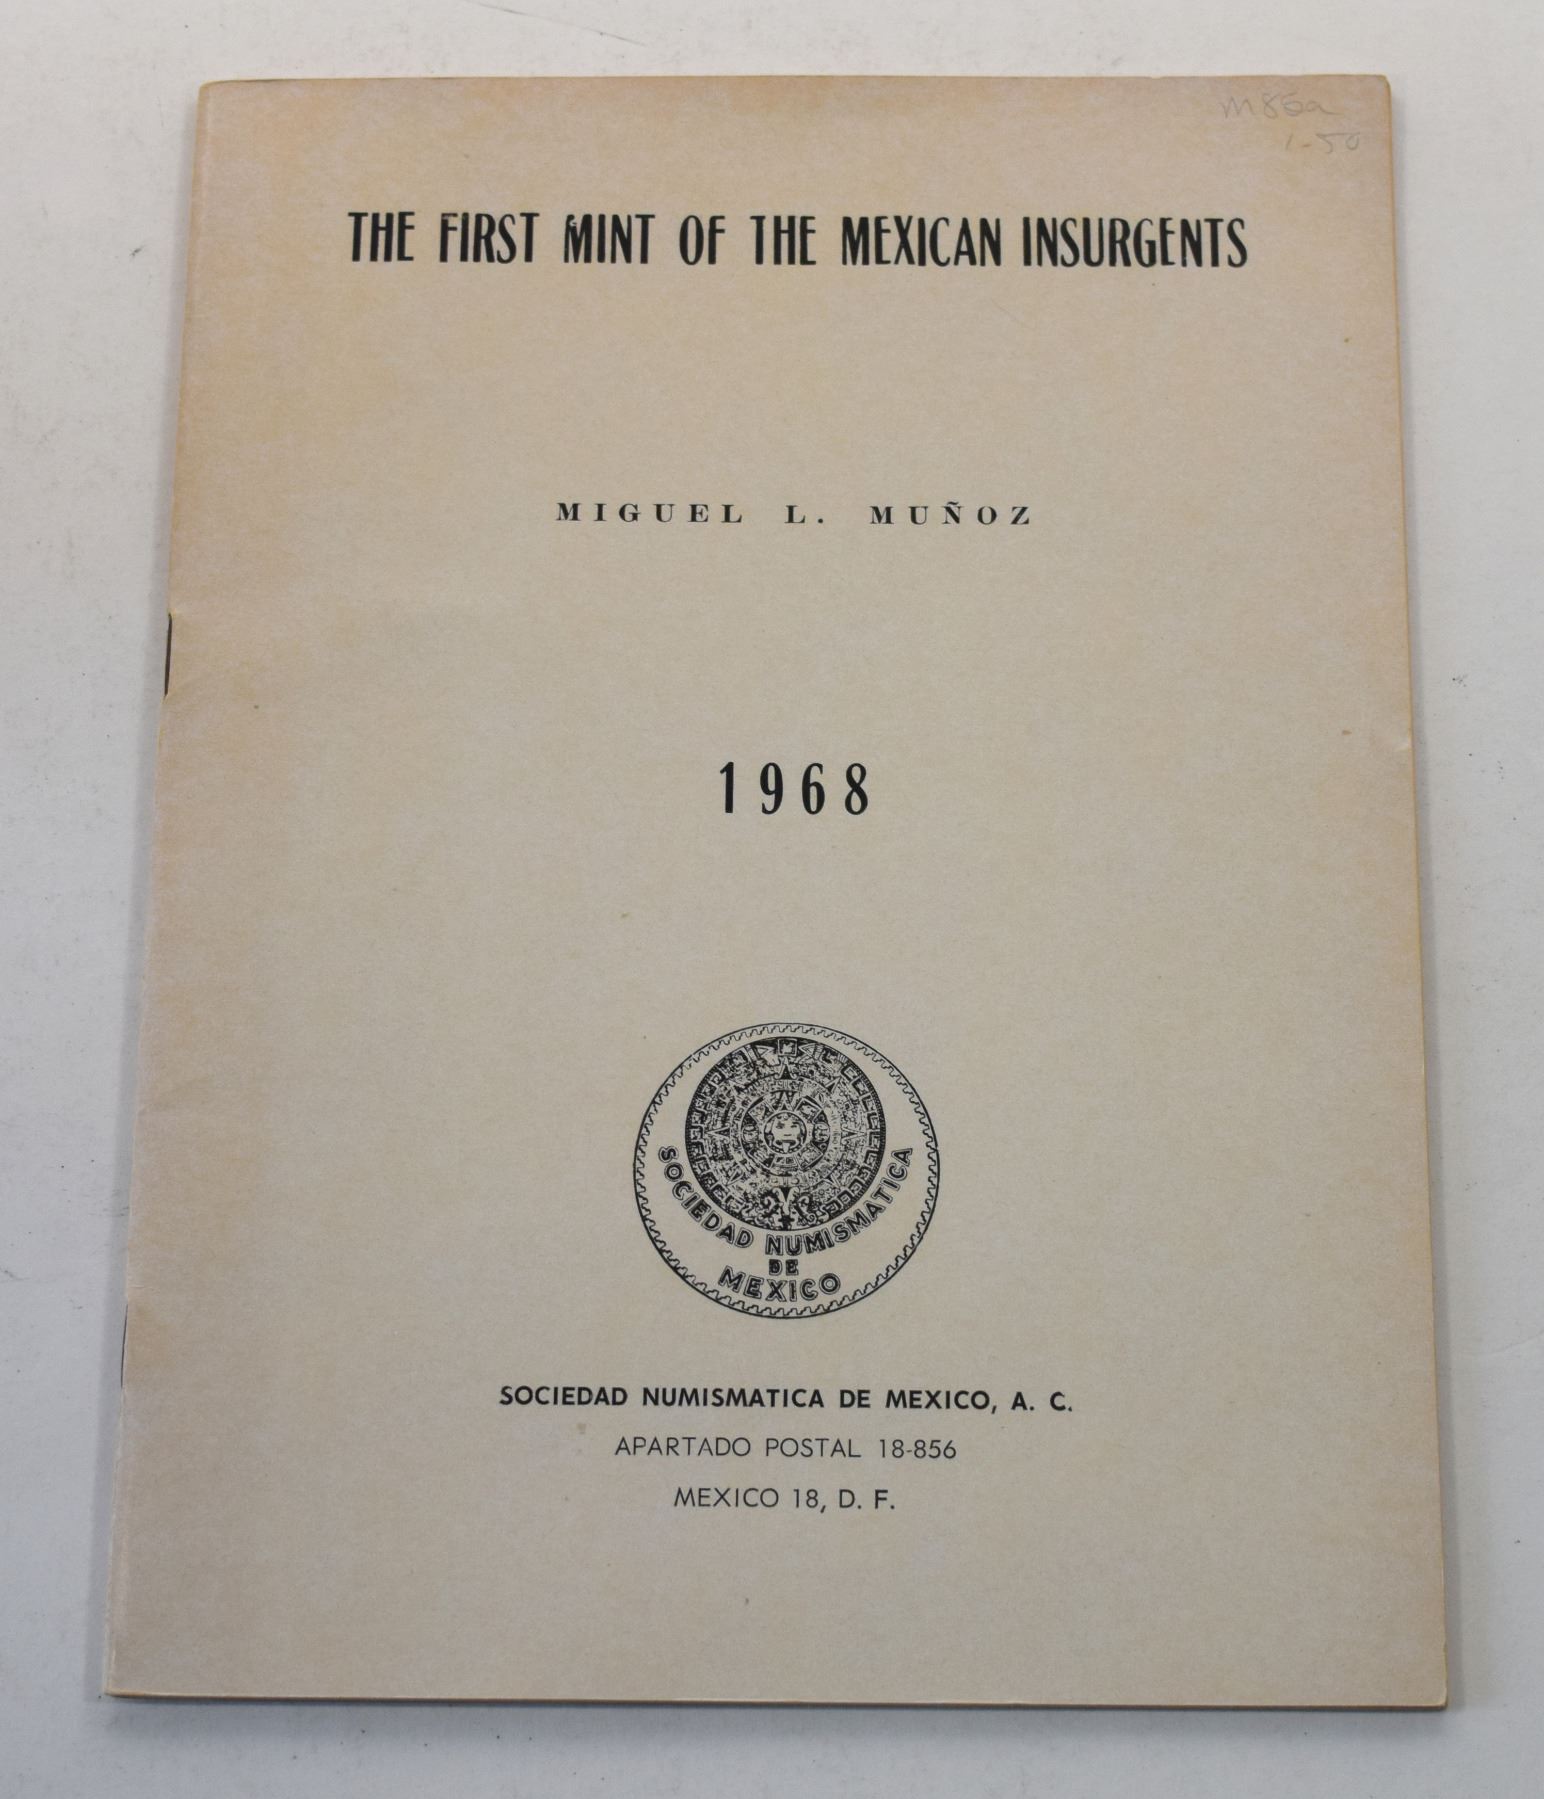 m86a
1-50
THE FIRST MINT OF THE MEXICAN INSURGENTS
MIGUEL L. MUÑOZ
1968
SOCIEDAD NUMISMATICA
DE
MEXICO
SOCIEDAD NUMISMATICA DE MEXICO, A. C.
APARTADO POSTAL 18-856
MEXICO 18, D. F.